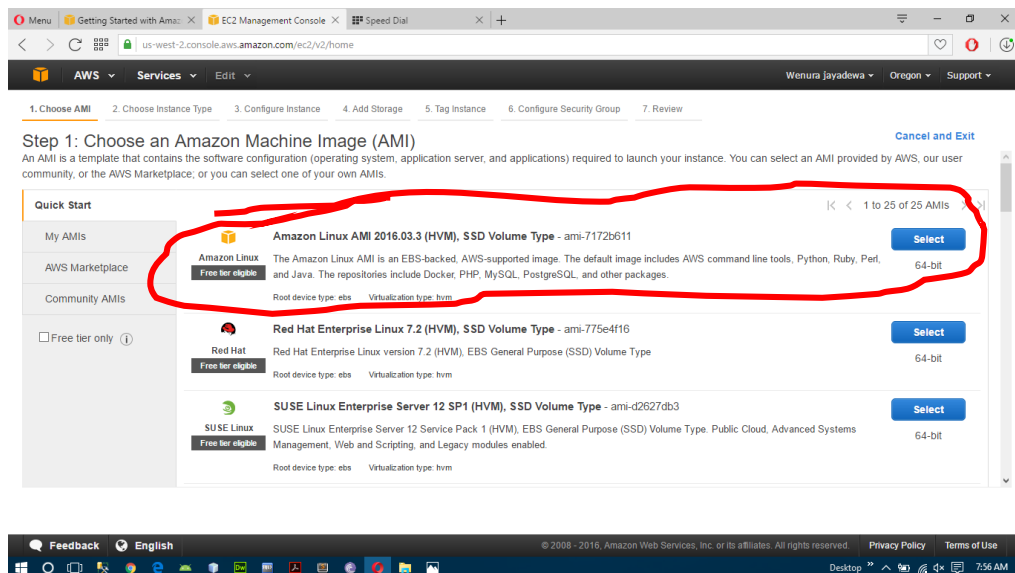 Menu
Getting Started with Amaz
EC2 Management Console
Speed Dial
us-west-2.console.aws.amazon.com/ec2/v2/home
AWS
Services
Edit
Wenura jayadewa
Oregon
Support
1. Choose AMI
2. Choose Instance Type
3. Configure Instance
4. Add Storage
5. Tag Instance
6. Configure Security Group
7. Review
Step 1: Choose an Amazon Machine Image (AMI)
Cancel and Exit
An AMI is a template that contains the software configuration (operating system, application server, and applications) required to launch your instance. You can select an AMI provided by AWS, our user
community, or the AWS Marketplace; or you can select one of your own AMIs.
Quick Start
My AMIs
AWS Marketplace
Community AMIs
Free tier only
1 to 25 of 25 AMIs
Amazon Linux
Free tier eligible
Amazon Linux AMI 2016.03.3 (HVM), SSD Volume Type - ami-7172b611
The Amazon Linux AMI is an EBS-backed, AWS-supported image. The default image includes AWS command line tools, Python, Ruby, Perl,
and Java. The repositories include Docker, PHP, MySQL, PostgreSQL, and other packages.
Root device type: ebs Virtualization type: hvm
Select
64-bit
Red Hat
Free tier eligible
Red Hat Enterprise Linux 7.2 (HVM), SSD Volume Type - ami-775e4f16
Red Hat Enterprise Linux version 7.2 (HVM), EBS General Purpose (SSD) Volume Type
Root device type: ebs Virtualization type: hvm
Select
64-bit
SUSE Linux
Free tier eligible
SUSE Linux Enterprise Server 12 SP1 (HVM), SSD Volume Type - ami-d2627db3
SUSE Linux Enterprise Server 12 Service Pack 1 (HVM), EBS General Purpose (SSD) Volume Type. Public Cloud, Advanced Systems
Management, Web and Scripting, and Legacy modules enabled.
Root device type: ebs Virtualization type: hvm
Select
64-bit
Feedback
English
© 2008 - 2016, Amazon Web Services, Inc. or its affiliates. All rights reserved.
Privacy Policy
Terms of Use
Dw
Desktop
7:56 AM